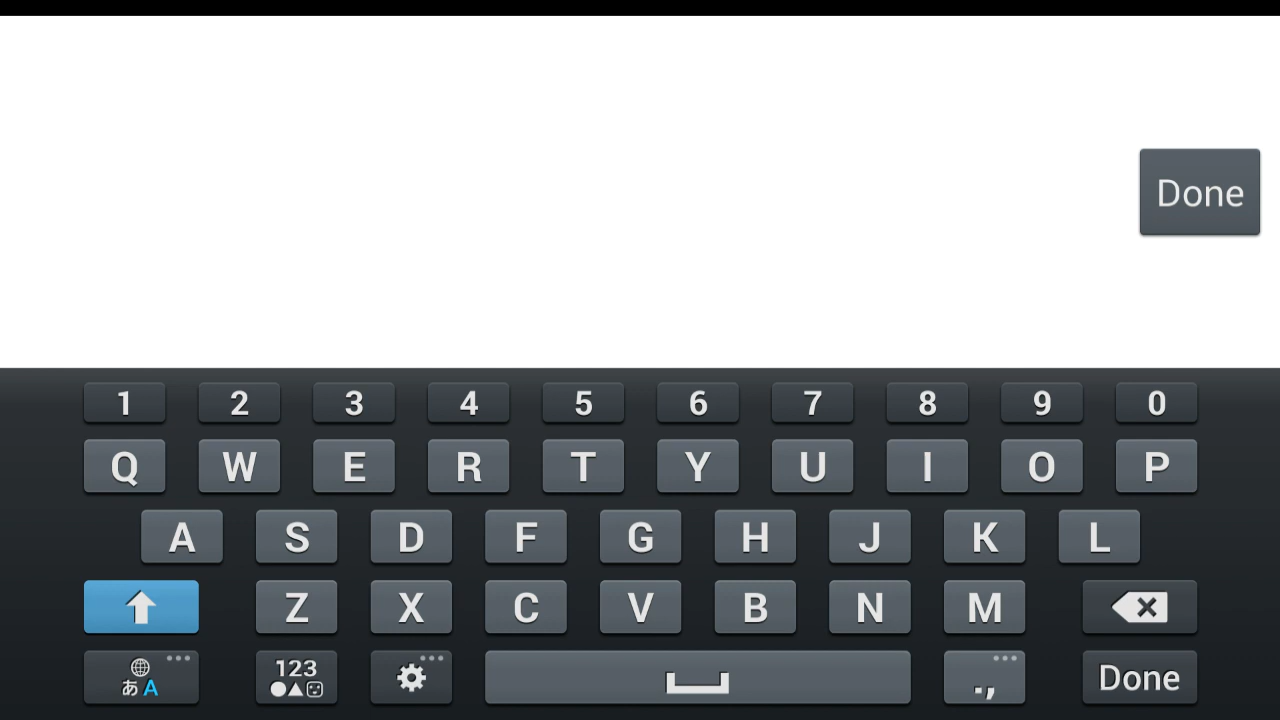 Done
1 2 3 4 5 6 7 8 9 0
Q W E R T Y U I O P
A S D F G H J K L
Z X C V B N M
あA 123 ., Done